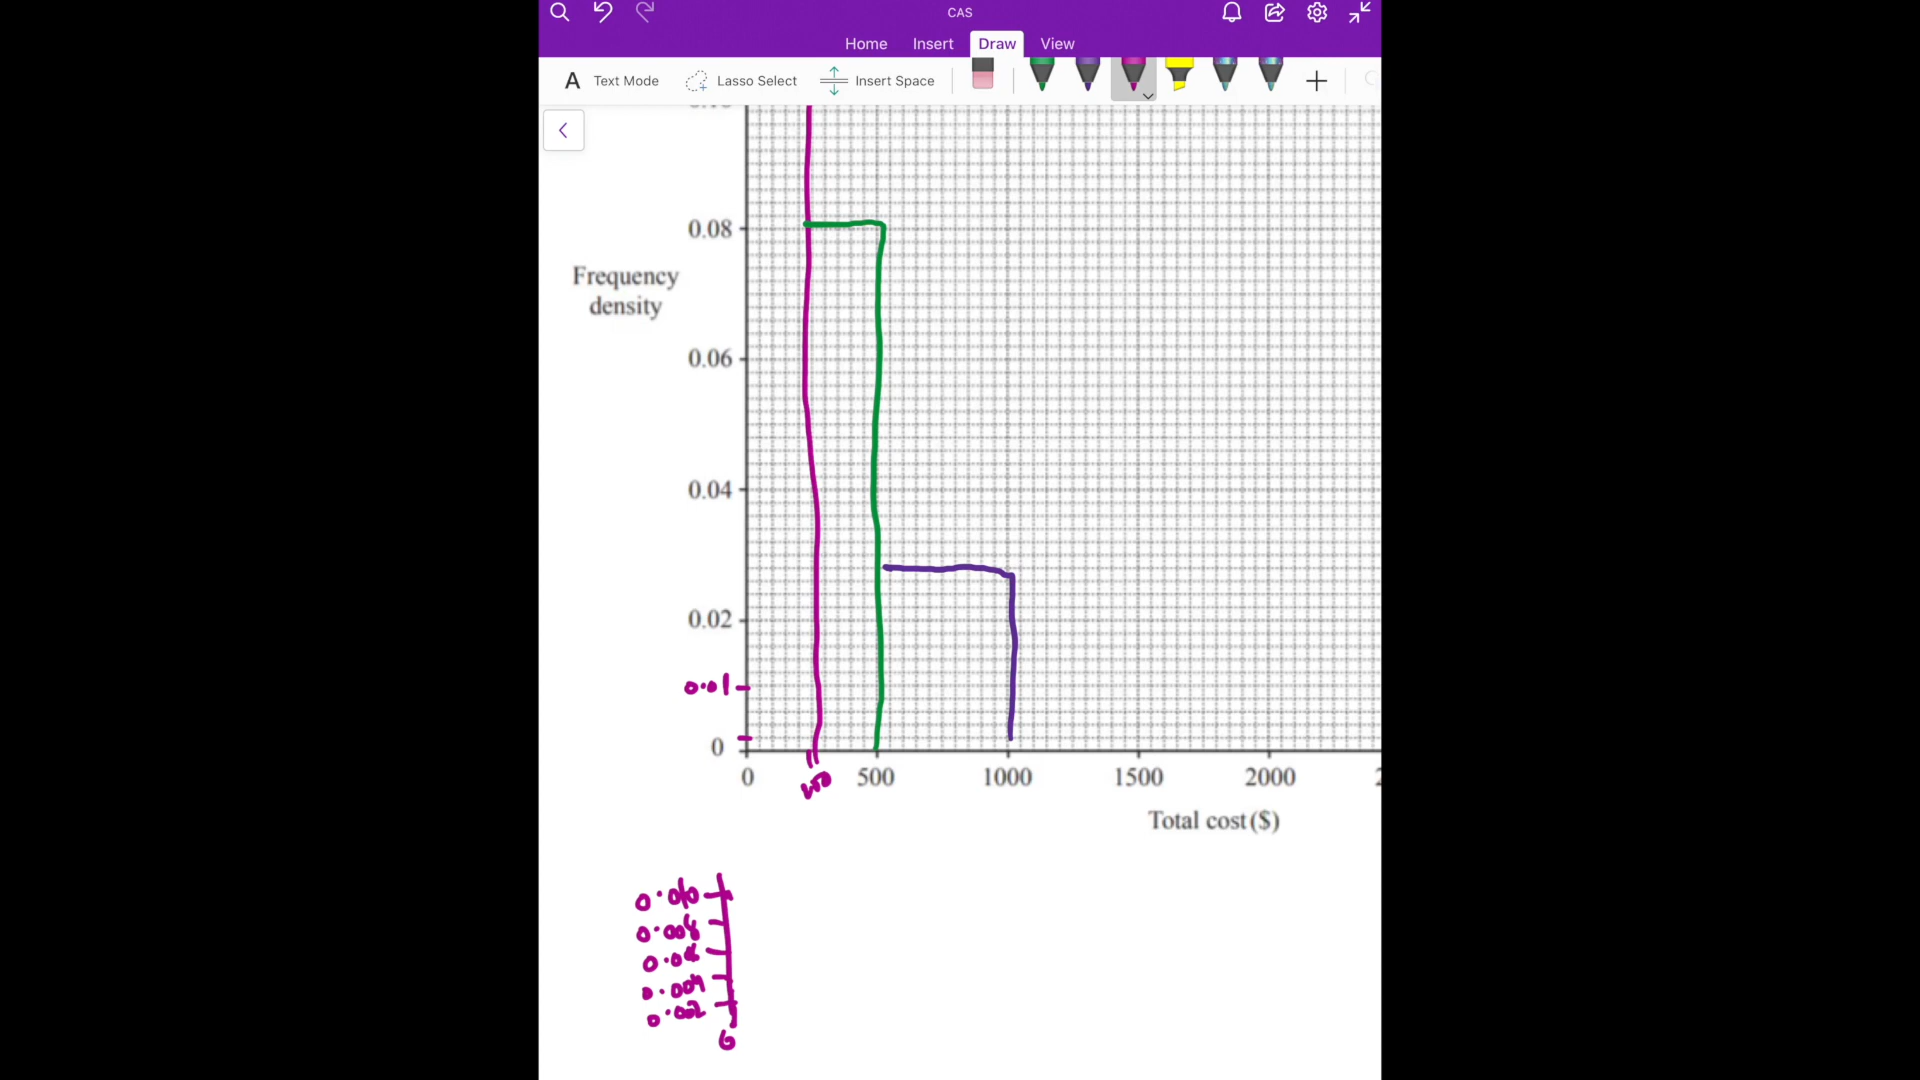 CAS
Home Insert Draw View
A Text Mode Lasso Select Insert Space
0.08
Frequency
density
0.06
0.04
0.02
0.01
0
0 500 1000 1500 2000
Total cost ($)
0.010
0.008
0.004
0.002
0